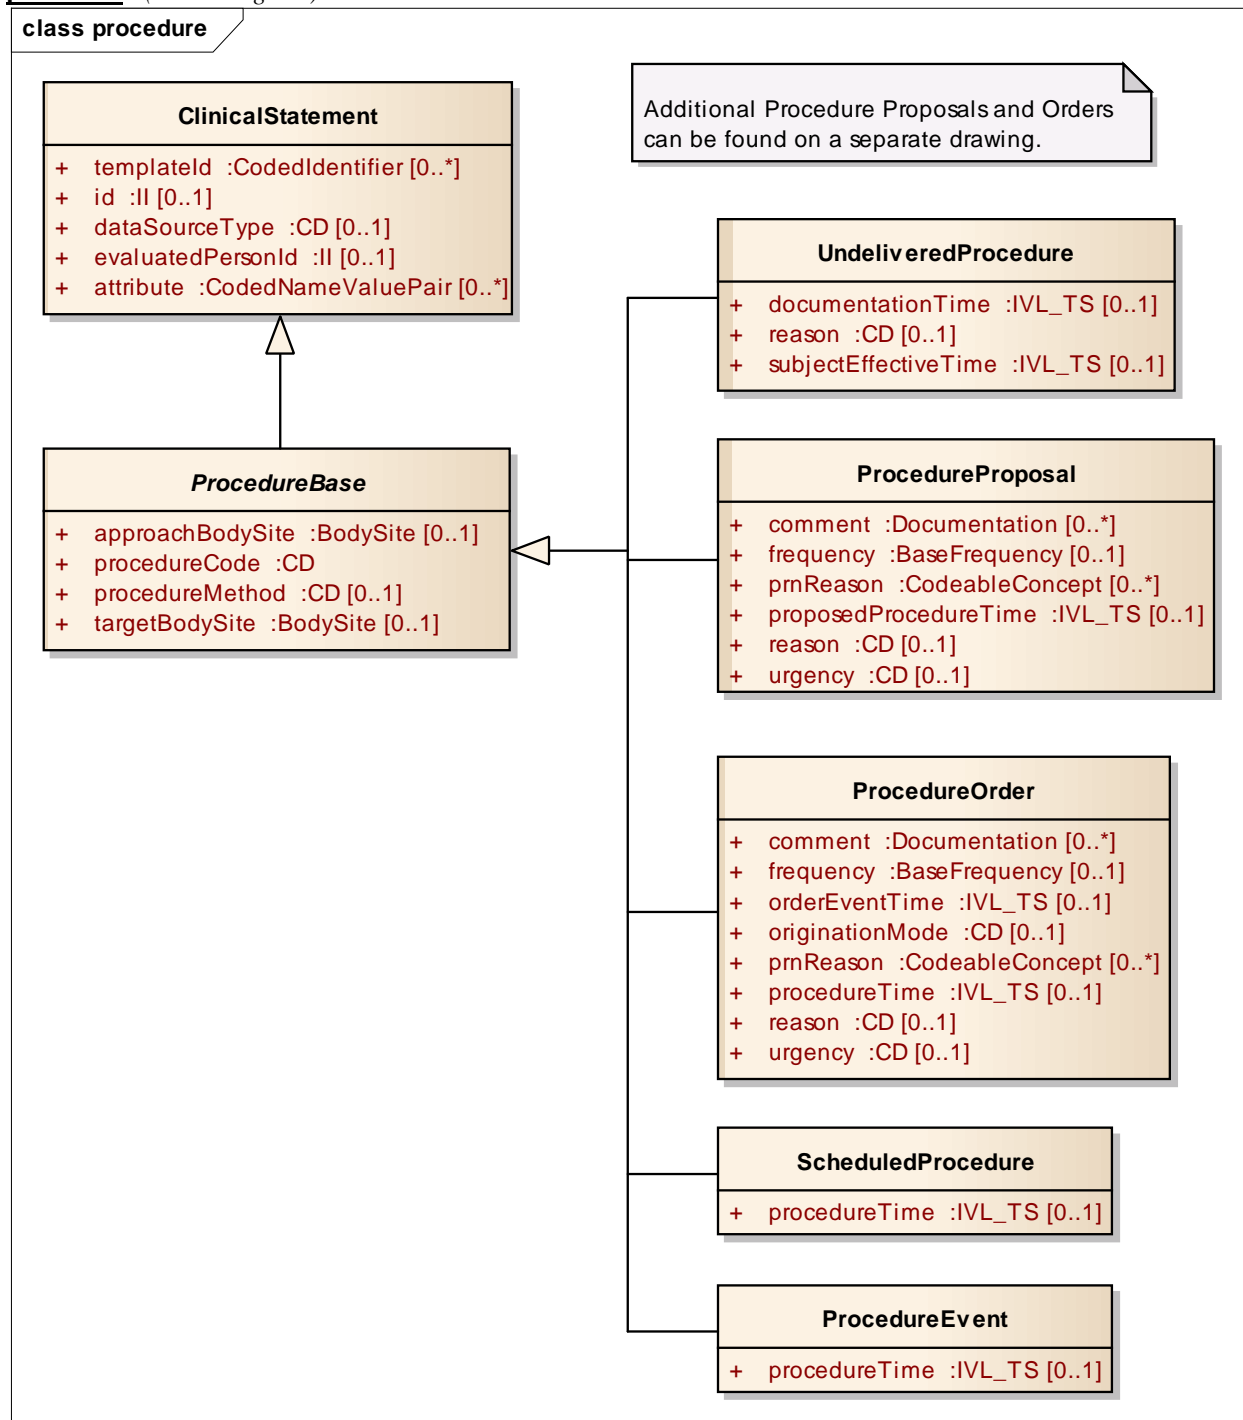 class procedure
ClinicalStatement
+ templateId :CodedIdentifier [0..*]
+ id :II [0..1]
+ dataSourceType :CD [0..1]
+ evaluatedPersonId :II [0..1]
+ attribute :CodedNameValuePair [0..*]
Additional Procedure Proposals and Orders
can be found on a separate drawing.
UndeliveredProcedure
+ documentationTime :IVL_TS [0..1]
+ reason :CD [0..1]
+ subjectEffectiveTime :IVL_TS [0..1]
ProcedureBase
+ approachBodySite :BodySite [0..1]
+ procedureCode :CD
+ procedureMethod :CD [0..1]
+ targetBodySite :BodySite [0..1]
ProcedureProposal
+ comment :Documentation [0..*]
+ frequency :BaseFrequency [0..1]
+ prnReason :CodeableConcept [0..*]
+ proposedProcedureTime :IVL_TS [0..1]
+ reason :CD [0..1]
+ urgency :CD [0..1]
ProcedureOrder
+ comment :Documentation [0..*]
+ frequency :BaseFrequency [0..1]
+ orderEventTime :IVL_TS [0..1]
+ originationMode :CD [0..1]
+ prnReason :CodeableConcept [0..*]
+ procedureTime :IVL_TS [0..1]
+ reason :CD [0..1]
+ urgency :CD [0..1]
ScheduledProcedure
+ procedureTime :IVL_TS [0..1]
ProcedureEvent
+ procedureTime :IVL_TS [0..1]